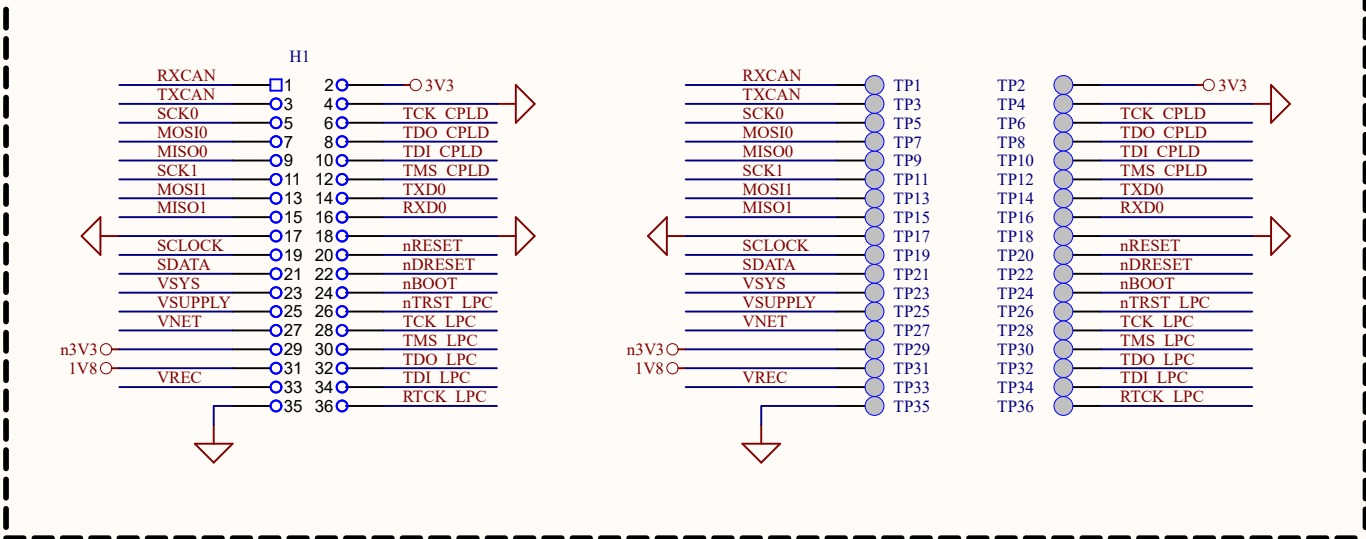 H1
RXCAN 1 2 3V3
TXCAN 3 4
SCK0 5 6 TCK_CPLD
MOSI0 7 8 TDO_CPLD
MISO0 9 10 TDI_CPLD
SCK1 11 12 TMS_CPLD
MOSI1 13 14 TXD0
MISO1 15 16 RXD0
17 18
SCLOCK 19 20 nRESET
SDATA 21 22 nDRESET
VSYS 23 24 nBOOT
VSUPPLY 25 26 nTRST_LPC
VNET 27 28 TCK_LPC
n3V3 29 30 TMS_LPC
1V8 31 32 TDO_LPC
VREC 33 34 TDI_LPC
35 36 RTCK_LPC
RXCAN TP1 TP2 3V3
TXCAN TP3 TP4
SCK0 TP5 TP6 TCK_CPLD
MOSI0 TP7 TP8 TDO_CPLD
MISO0 TP9 TP10 TDI_CPLD
SCK1 TP11 TP12 TMS_CPLD
MOSI1 TP13 TP14 TXD0
MISO1 TP15 TP16 RXD0
TP17 TP18
SCLOCK TP19 TP20 nRESET
SDATA TP21 TP22 nDRESET
VSYS TP23 TP24 nBOOT
VSUPPLY TP25 TP26 nTRST_LPC
VNET TP27 TP28 TCK_LPC
n3V3 TP29 TP30 TMS_LPC
1V8 TP31 TP32 TDO_LPC
VREC TP33 TP34 TDI_LPC
TP35 TP36 RTCK_LPC